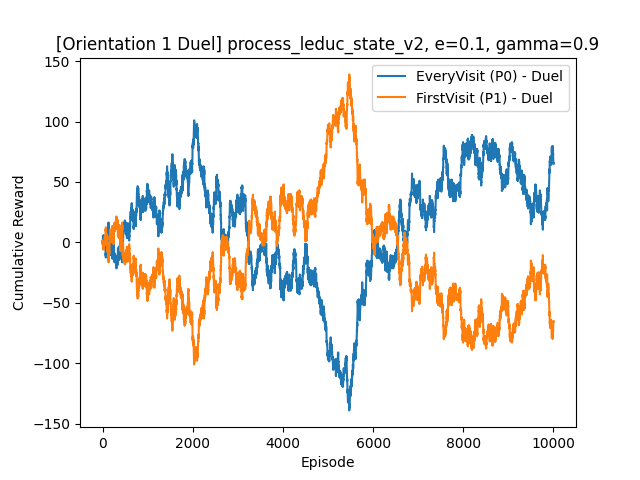 [Orientation 1 Duel] process_leduc_state_v2, e=0.1, gamma=0.9
EveryVisit (P0) - Duel
FirstVisit (P1) - Duel
150
100
50
0
−50
−100
−150
Cumulative Reward
0 2000 4000 6000 8000 10000
Episode